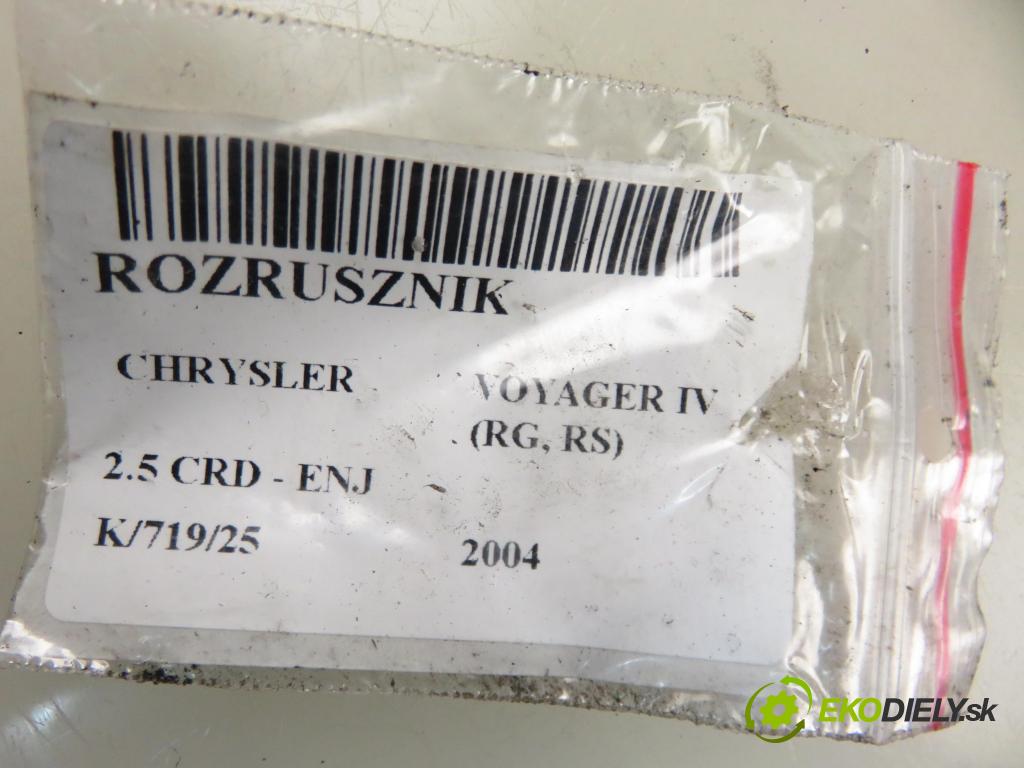 ROZRUSZNIK
CHRYSLER VOYAGER IV
(RG, RS)
2.5 CRD - ENJ
K/719/25 2004
EKODIELY.sk